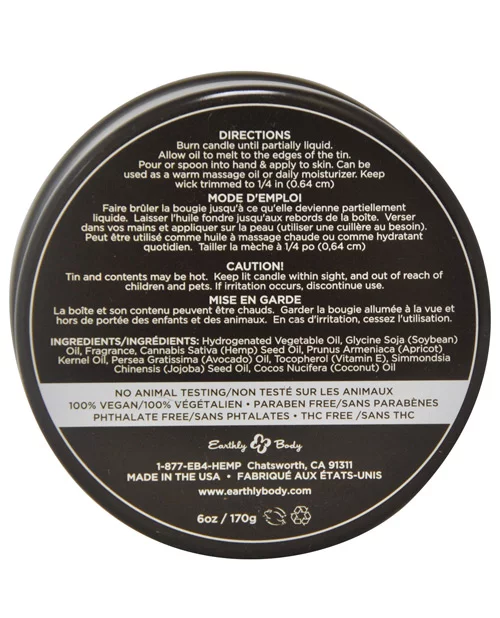 DIRECTIONS
Burn candle until partially liquid.
Allow oil to melt to the edges of the tin.
Pour or spoon into hand & apply to skin. Can be
used as a warm massage oil or daily moisturizer. Keep
wick trimmed to 1/4 in (0.64 cm)
MODE D'EMPLOI
Faire brûler la bougie jusqu'à ce qu'elle devienne partiellement
liquide. Laisser l'huile fondre jusqu'aux rebords de la boîte. Verser
dans vos mains et appliquer sur la peau (utiliser une cuillère au besoin).
Peut être utilisé comme huile à massage chaude ou comme hydratant
quotidien. Tailler la mèche à 1/4 po (0,64 cm)
CAUTION!
Tin and contents may be hot. Keep lit candle within sight, and out of reach of
children and pets. If irritation occurs, discontinue use.
MISE EN GARDE
La boîte et son contenu peuvent être chauds. Garder la bougie allumée à la vue et
hors de portée des enfants et des animaux. En cas d'irritation, cessez l'utilisation.
INGREDIENTS/INGRÉDIENTS: Hydrogenated Vegetable Oil, Glycine Soja (Soybean)
Oil, Fragrance, Cannabis Sativa (Hemp) Seed Oil, Prunus Armeniaca (Apricot)
Kernel Oil, Persea Gratissima (Avocado) Oil, Tocopherol (Vitamin E), Simmondsia
Chinensis (Jojoba) Seed Oil, Cocos Nucifera (Coconut) Oil
NO ANIMAL TESTING/NON TESTÉ SUR LES ANIMAUX
100% VEGAN/100% VÉGÉTALIEN • PARABEN FREE/SANS PARABÈNES
PHTHALATE FREE/SANS PHTALATES • THC FREE/SANS THC
Earthly Body
1-877-EB4-HEMP Chatsworth, CA 91311
MADE IN THE USA • FABRIQUÉ AUX ÉTATS-UNIS
www.earthlybody.com
6oz / 170g